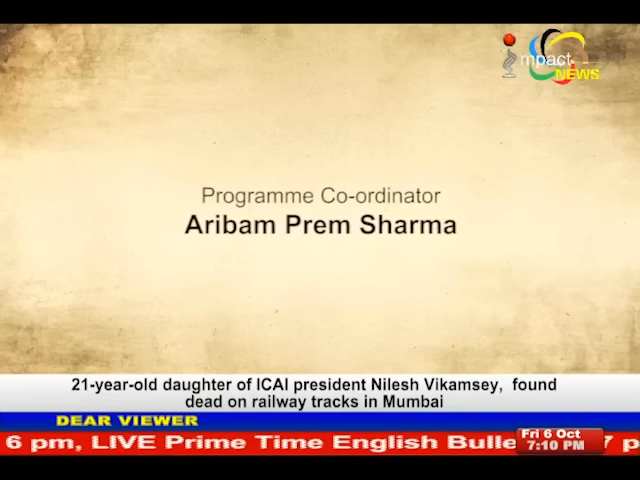 impact
NEWS
Programme Co-ordinator
Aribam Prem Sharma
21-year-old daughter of ICAI president Nilesh Vikamsey, found
dead on railway tracks in Mumbai
DEAR VIEWER
6 pm, LIVE Prime Time English Bulle
Fri 6 Oct
7:10 PM
7 p